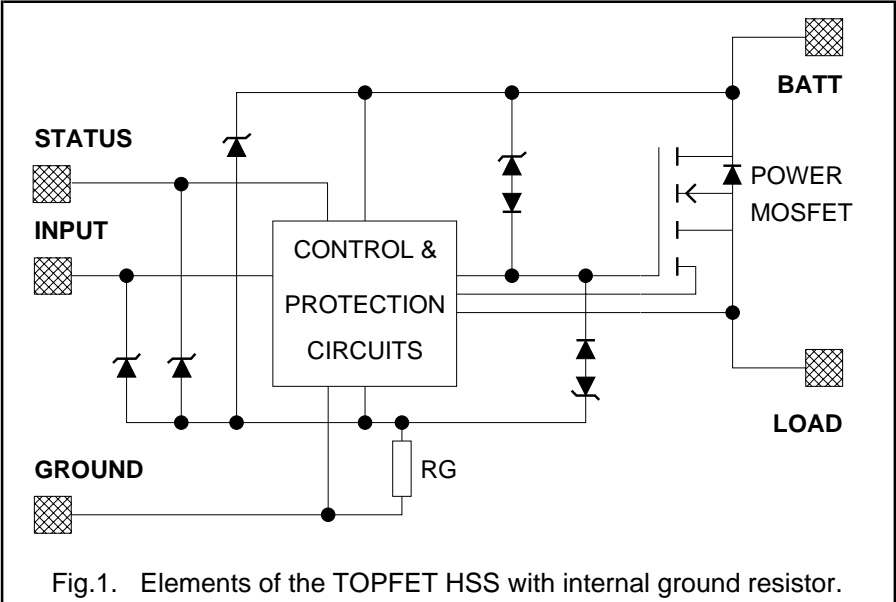 BATT
STATUS
POWER
MOSFET
INPUT
CONTROL &
PROTECTION
CIRCUITS
LOAD
GROUND
RG
Fig.1. Elements of the TOPFET HSS with internal ground resistor.